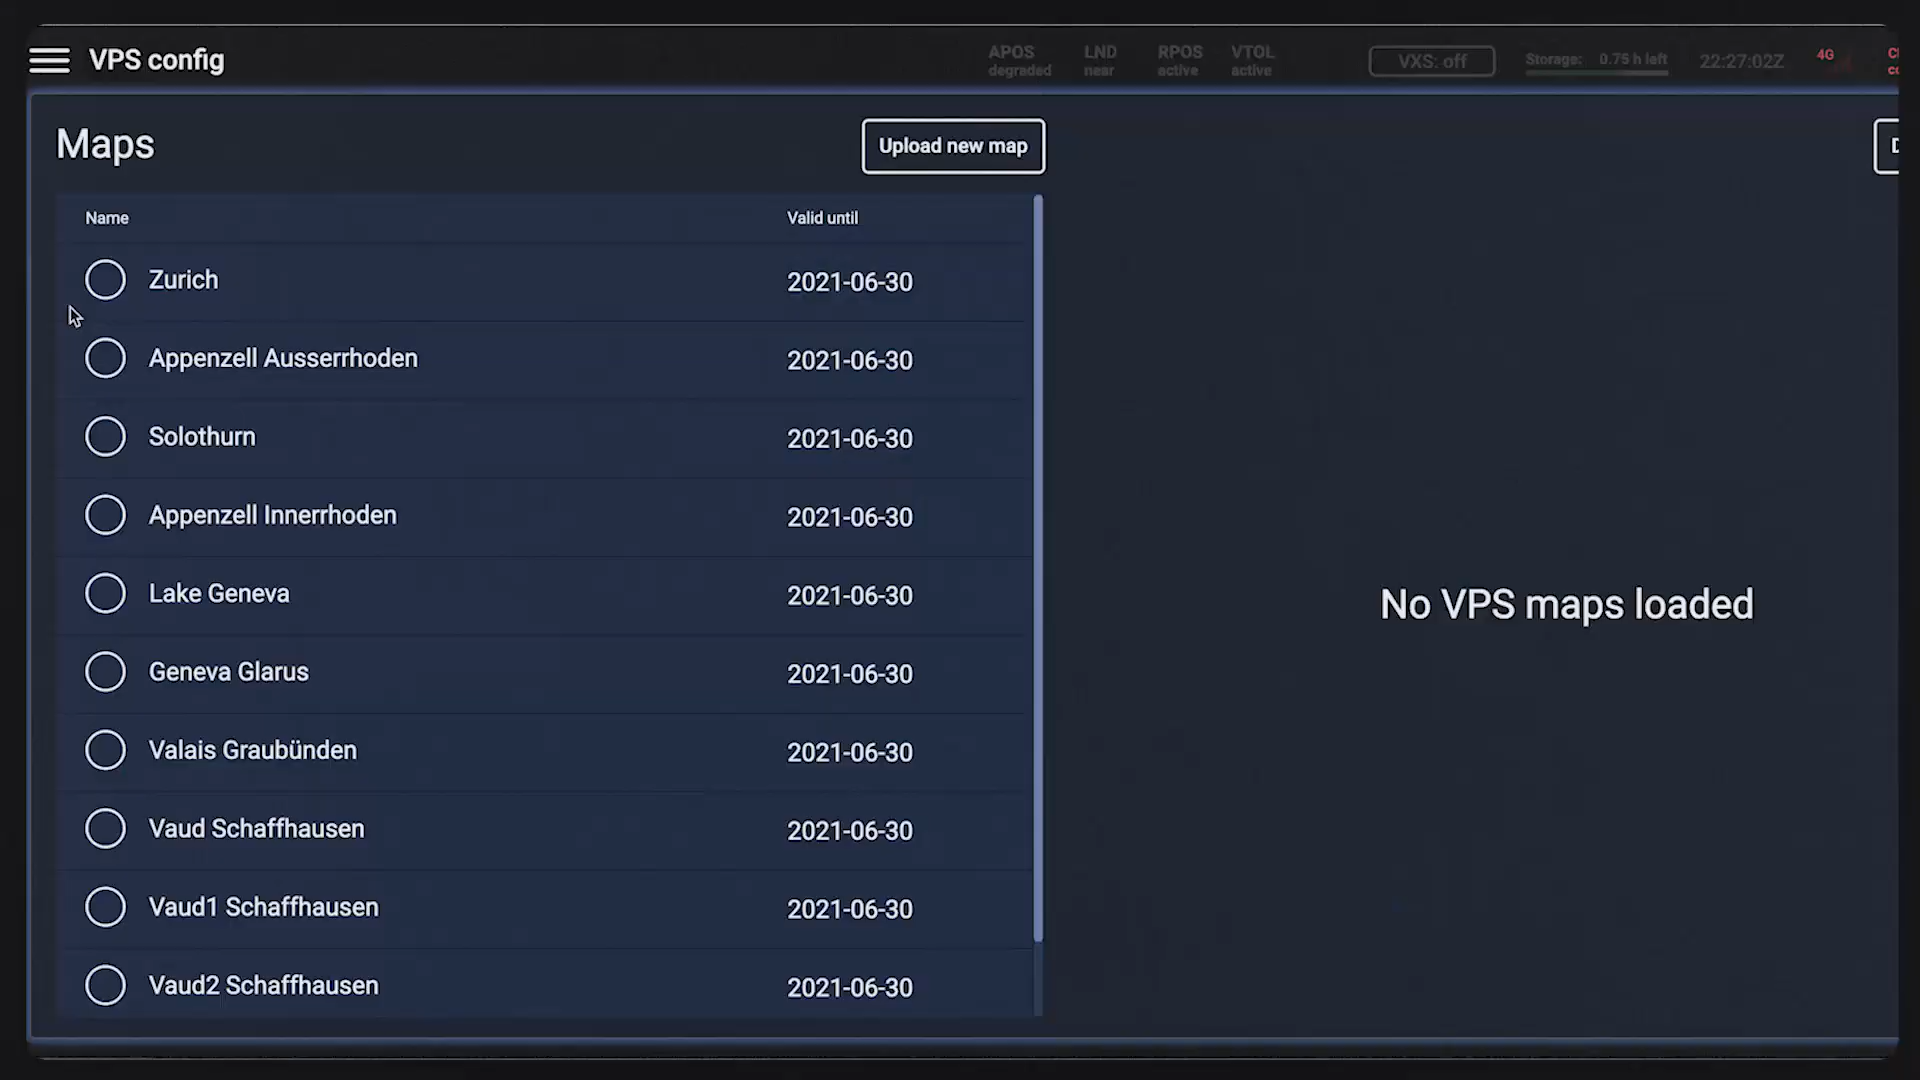 VPS config
APOS
degraded
LND
near
RPOS
active
VTOL
active
VXS: off
Storage: 0.75 h left
22:27:02Z
4G
Maps
Upload new map
Name Valid until
Zurich 2021-06-30
Appenzell Ausserrhoden 2021-06-30
Solothurn 2021-06-30
Appenzell Innerrhoden 2021-06-30
Lake Geneva 2021-06-30
Geneva Glarus 2021-06-30
Valais Graubünden 2021-06-30
Vaud Schaffhausen 2021-06-30
Vaud1 Schaffhausen 2021-06-30
Vaud2 Schaffhausen 2021-06-30
No VPS maps loaded